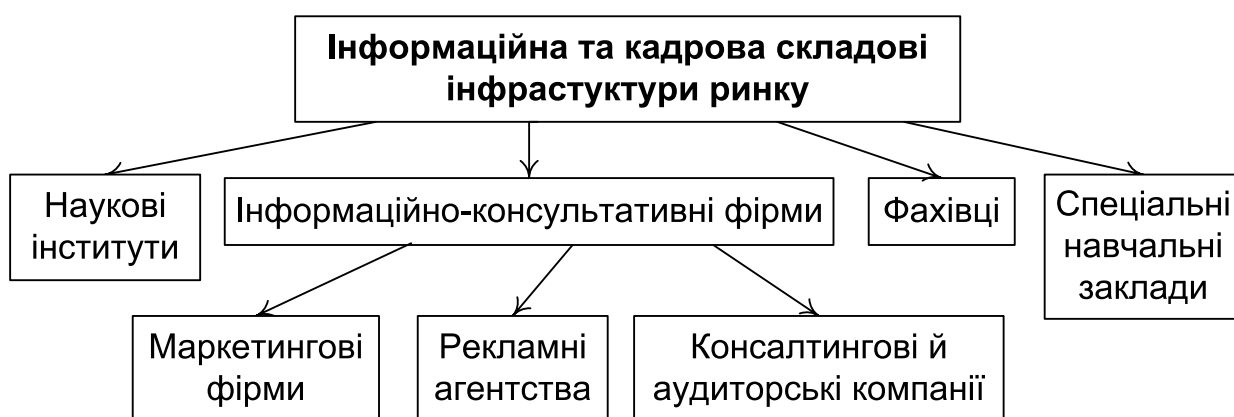 Інформаційна та кадрова складові
інфраструктури ринку
Наукові
інститути
Інформаційно-консультативні фірми
Фахівці
Спеціальні
навчальні
заклади
Маркетингові
фірми
Рекламні
агентства
Консалтингові й
аудиторські компанії